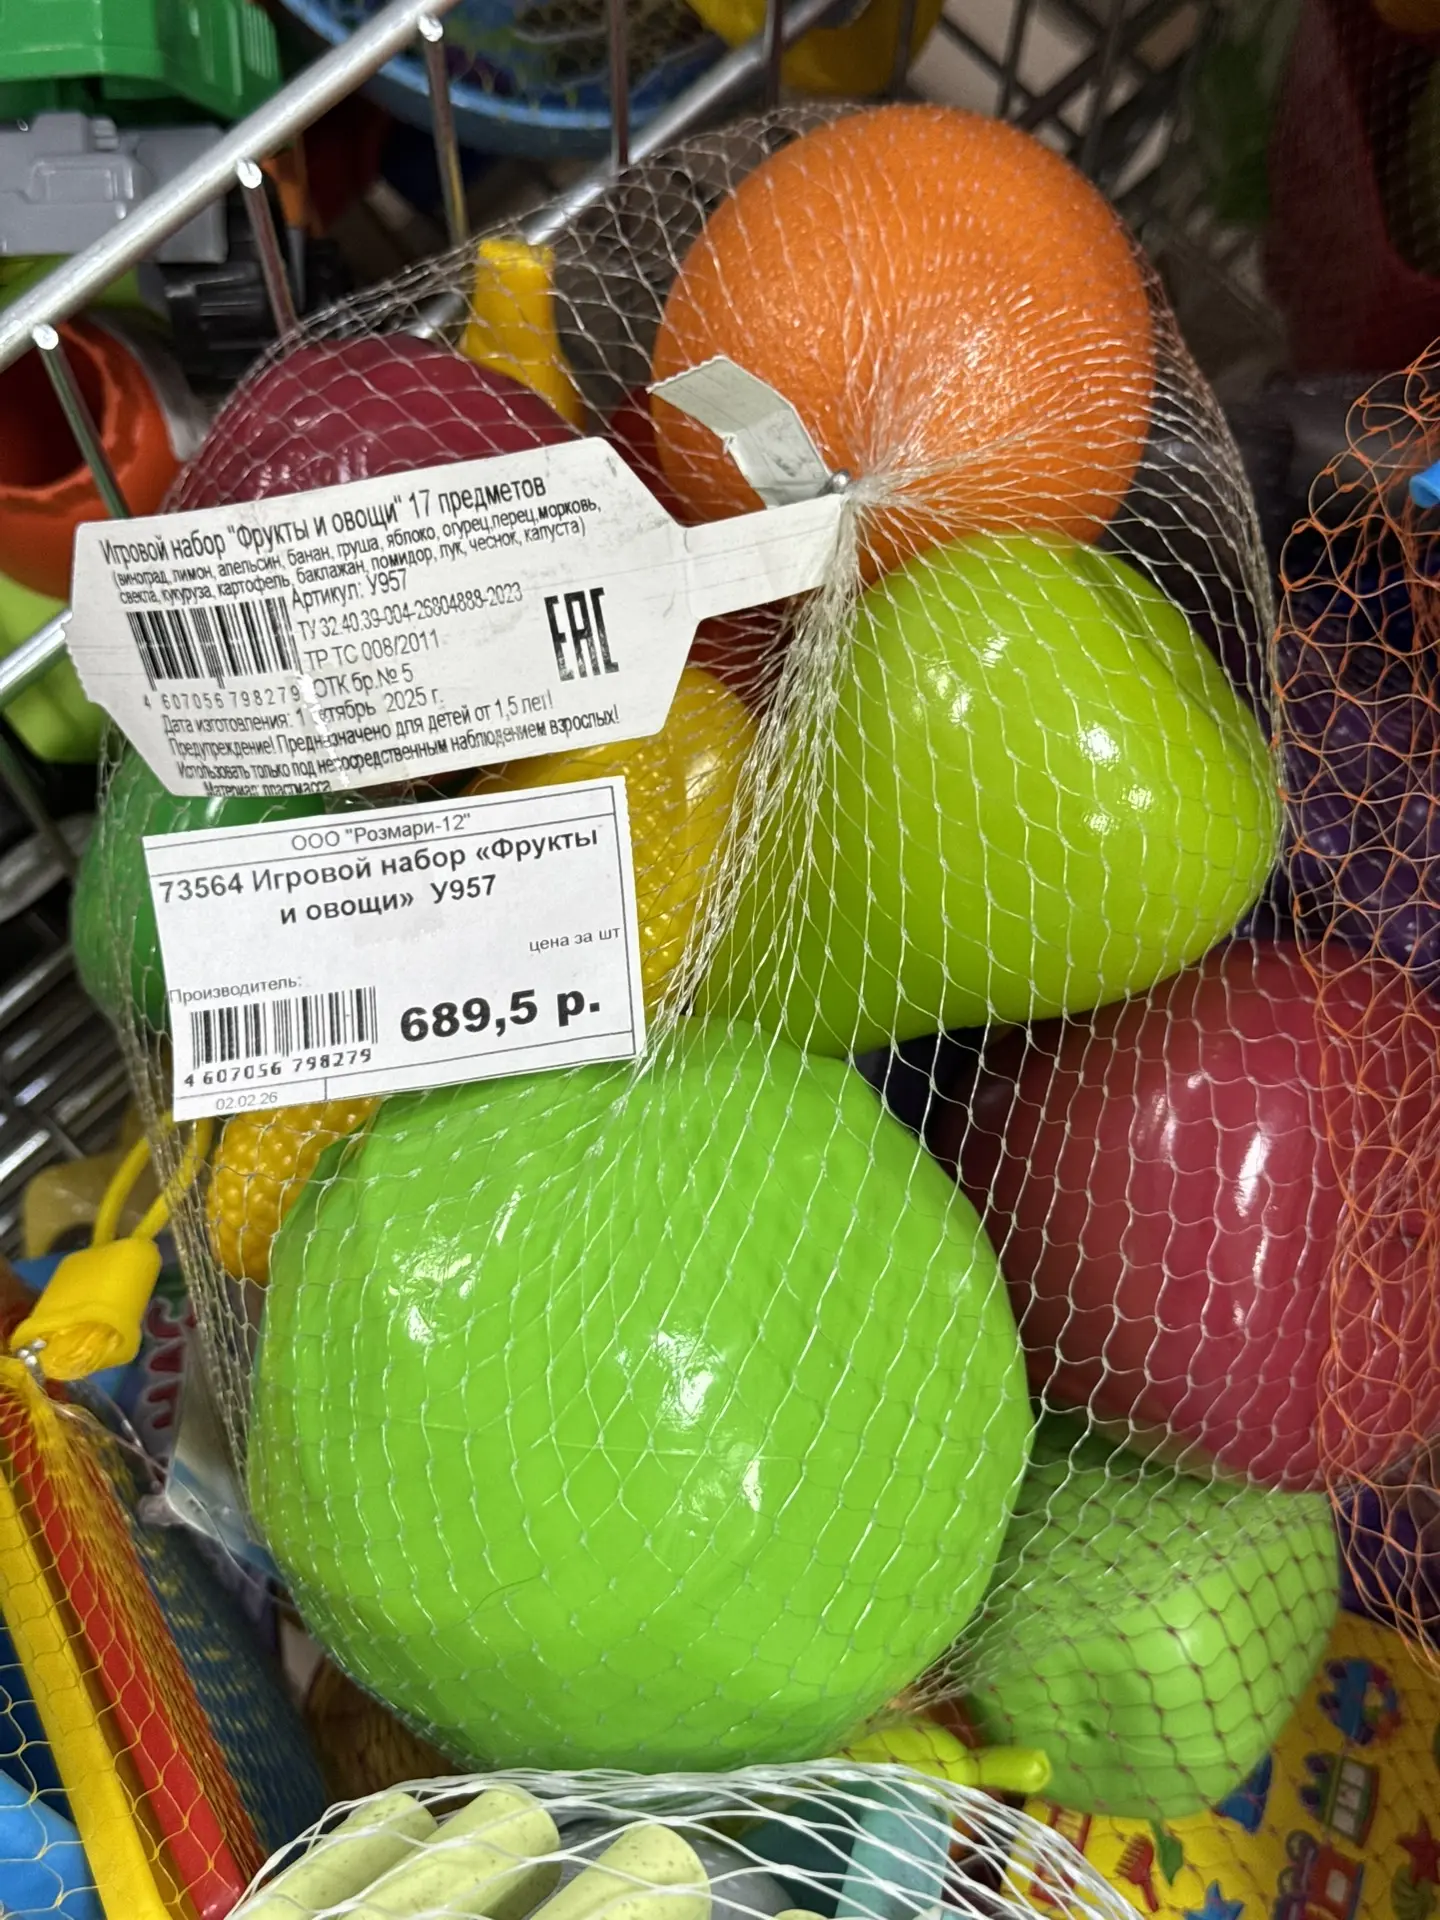 Игровой набор "Фрукты и овощи" 17 предметов
(виноград, лимон, апельсин, банан, груша, яблоко, огурец,перец,морковь,
свекла, кукуруза, картофель, баклажан, помидор, лук, чеснок, капуста)
Артикул: У957
ТУ 32.40.39-004-26804888-2023
ТР ТС 008/2011
ОТК бр.№ 5
EAC
4 607056 798279
Дата изготовления: 2025 г.
Предупреждение! Предназначено для детей от 1,5 лет!
Использовать только под непосредственным наблюдением взрослых!
Материал: пластмасса
ООО "Розмари-12"
73564 Игровой набор «Фрукты
и овощи» У957
цена за шт
Производитель:
689,5 р.
4 607056 798279
02.02.26